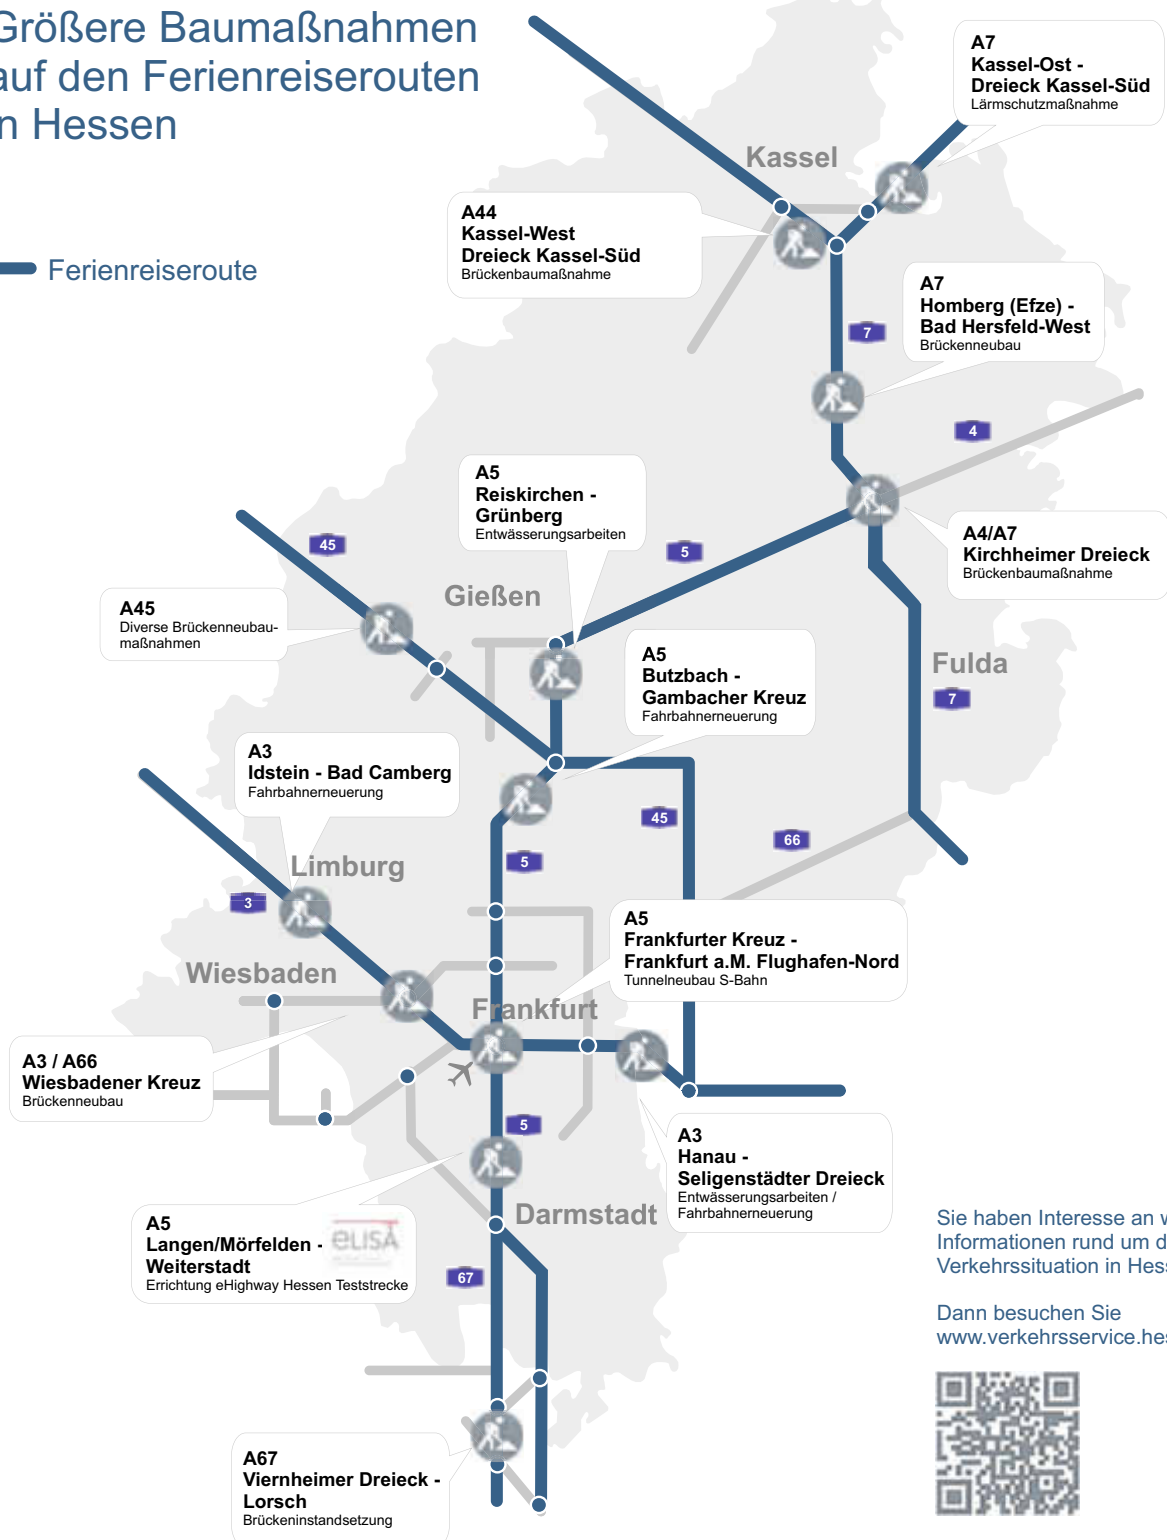 Größere Baumaßnahmen
auf den Ferienreiserouten
n Hessen
Ferienreiseroute
A7
Kassel-Ost -
Dreieck Kassel-Süd
Lärmschutzmaßnahme
Kassel
A44
Kassel-West
Dreieck Kassel-Süd
Brückenbaumaßnahme
A7
Homberg (Efze) -
Bad Hersfeld-West
Brückenneubau
7
4
A5
Reiskirchen -
Grünberg
Entwässerungsarbeiten
45
5
A4/A7
Kirchheimer Dreieck
Brückenbaumaßnahme
Gießen
A45
Diverse Brückenneubau-
maßnahmen
A5
Butzbach -
Gambacher Kreuz
Fahrbahnerneuerung
Fulda
7
A3
Idstein - Bad Camberg
Fahrbahnerneuerung
45
66
5
Limburg
3
A5
Frankfurter Kreuz -
Frankfurt a.M. Flughafen-Nord
Tunnelneubau S-Bahn
Wiesbaden
Frankfurt
A3 / A66
Wiesbadener Kreuz
Brückenneubau
5
A3
Hanau -
Seligenstädter Dreieck
Entwässerungsarbeiten /
Fahrbahnerneuerung
Darmstadt
A5
Langen/Mörfelden -
Weiterstadt
Errichtung eHighway Hessen Teststrecke
eLISA
67
Sie haben Interesse an w
Informationen rund um d
Verkehrssituation in Hess
Dann besuchen Sie
www.verkehrsservice.hes
A67
Viernheimer Dreieck -
Lorsch
Brückeninstandsetzung